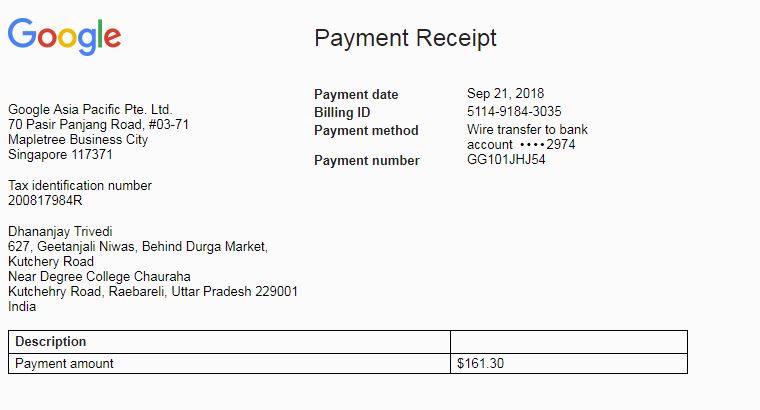 Google
Payment Receipt
Payment date Sep 21, 2018
Billing ID 5114-9184-3035
Payment method Wire transfer to bank
account ••••2974
Payment number GG101JHJ54
Google Asia Pacific Pte. Ltd.
70 Pasir Panjang Road, #03-71
Mapletree Business City
Singapore 117371
Tax identification number
200817984R
Dhananjay Trivedi
627, Geetanjali Niwas, Behind Durga Market,
Kutchery Road
Near Degree College Chauraha
Kutchehry Road, Raebareli, Uttar Pradesh 229001
India
Description
Payment amount $161.30